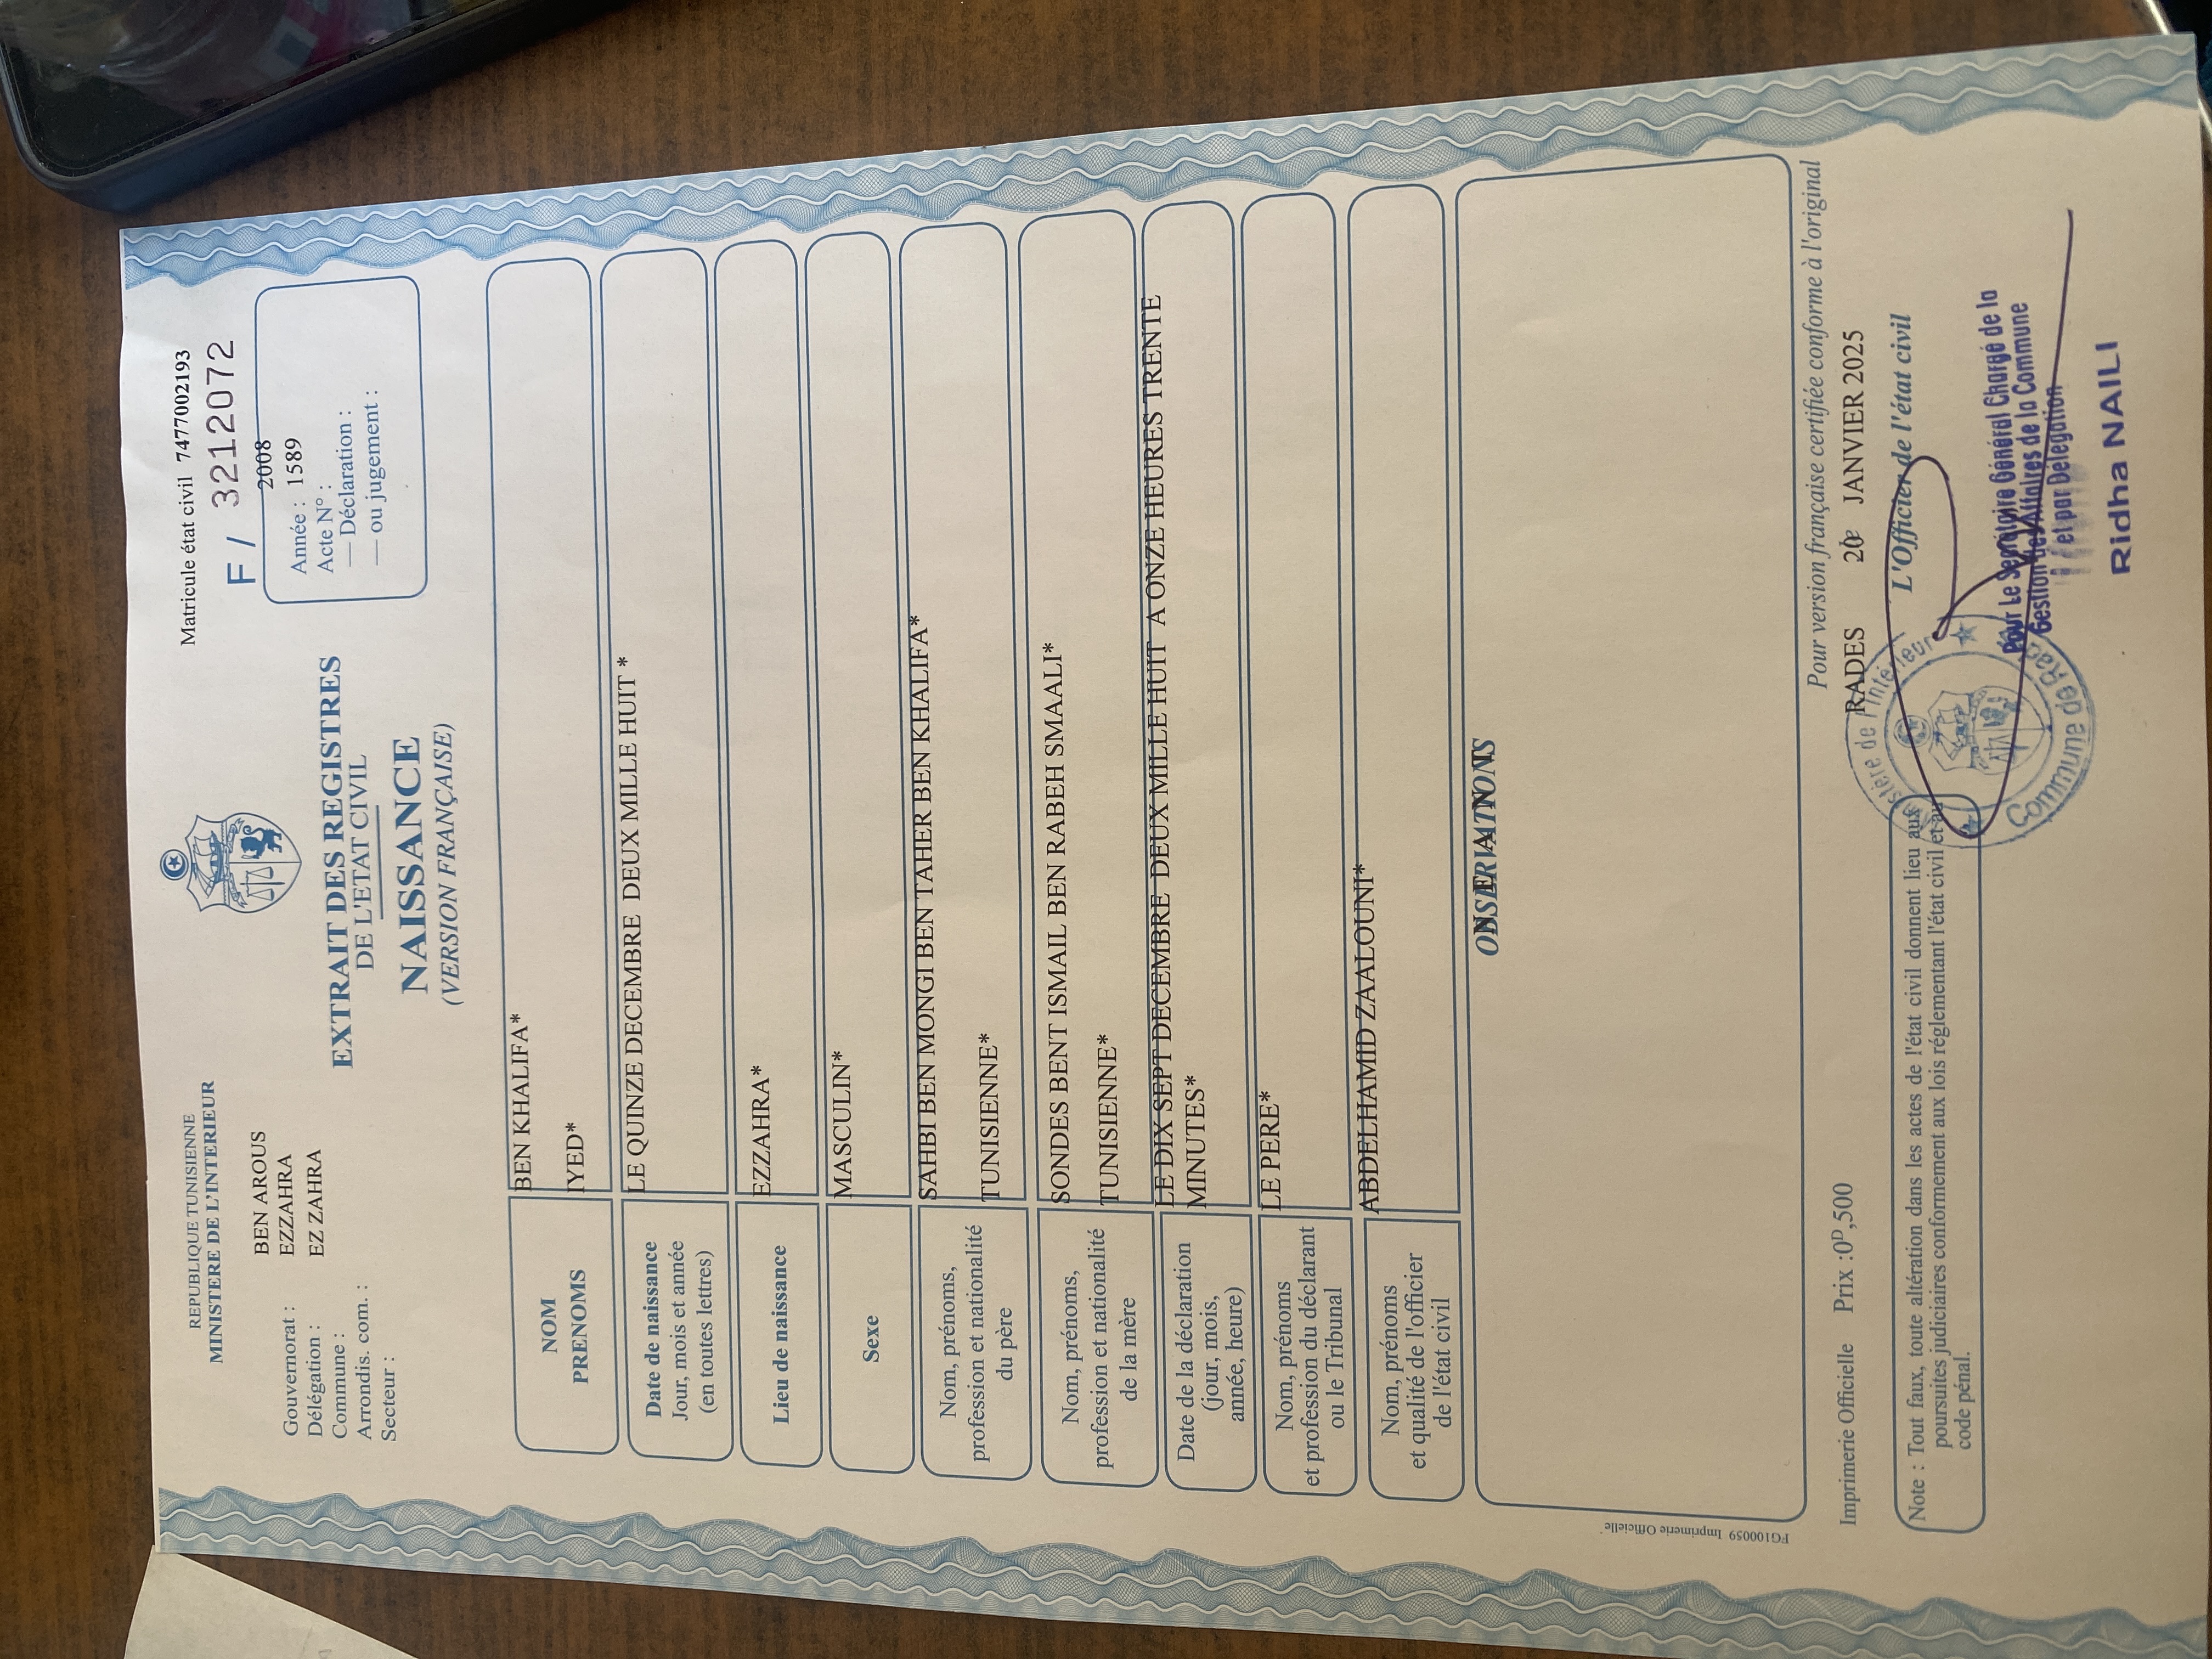 REPUBLIQUE TUNISIENNE
MINISTERE DE L'INTERIEUR
Matricule état civil 7477002193
F / 3212072
2008
Année : 1589
Acte N° :
— Déclaration :
— ou jugement :
BEN AROUS
Gouvernorat : EZZAHRA
Délégation : EZ ZAHRA
Commune :
Arrondis. com. :
Secteur :
EXTRAIT DES REGISTRES
DE L'ETAT CIVIL
NAISSANCE
(VERSION FRANÇAISE)
NOM BEN KHALIFA*
PRENOMS IYED*
Date de naissance LE QUINZE DECEMBRE DEUX MILLE HUIT *
Jour, mois et année
(en toutes lettres)
Lieu de naissance EZZAHRA*
Sexe MASCULIN*
Nom, prénoms, SAHBI BEN MONGI BEN TAHER BEN KHALIFA*
profession et nationalité
du père TUNISIENNE*
Nom, prénoms, SONDES BENT ISMAIL BEN RABEH SMAALI*
profession et nationalité
de la mère TUNISIENNE*
Date de la déclaration LE DIX SEPT DECEMBRE DEUX MILLE HUIT A ONZE HEURES TRENTE
(jour, mois, MINUTES*
année, heure)
Nom, prénoms LE PERE*
et profession du déclarant
ou le Tribunal
Nom, prénoms ABDELHAMID ZAALOUNI*
et qualité de l'officier
de l'état civil
OBSERVATIONS
FG100059 Imprimerie Officielle
Imprimerie Officielle Prix :0ᴰ,500
Pour version française certifiée conforme à l'original
RADES JANVIER 2025
L'Officier de l'état civil
Note : Tout faux, toute altération dans les actes de l'état civil donnent lieu aux
poursuites judiciaires conformement aux lois réglementant l'état civil et au
code pénal.
Ministère de l'Intérieur
Commune de Rades
Pour Le Secrétaire Général Chargé de la
Gestion des Affaires de la Commune
et par Délégation
Ridha NAILI